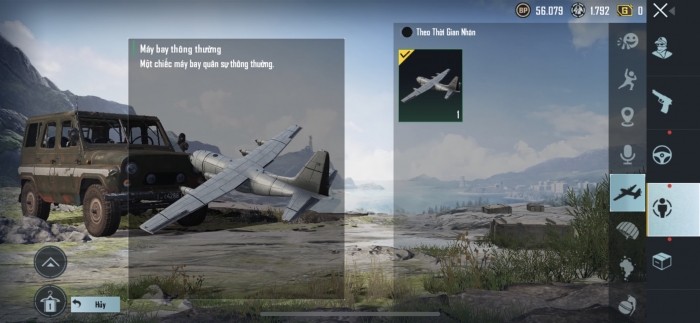 BP 56.079 1.792 G 0
Theo Thời Gian Nhận
Máy bay thông thường
Một chiếc máy bay quân sự thông thường.
1
1
Hủy